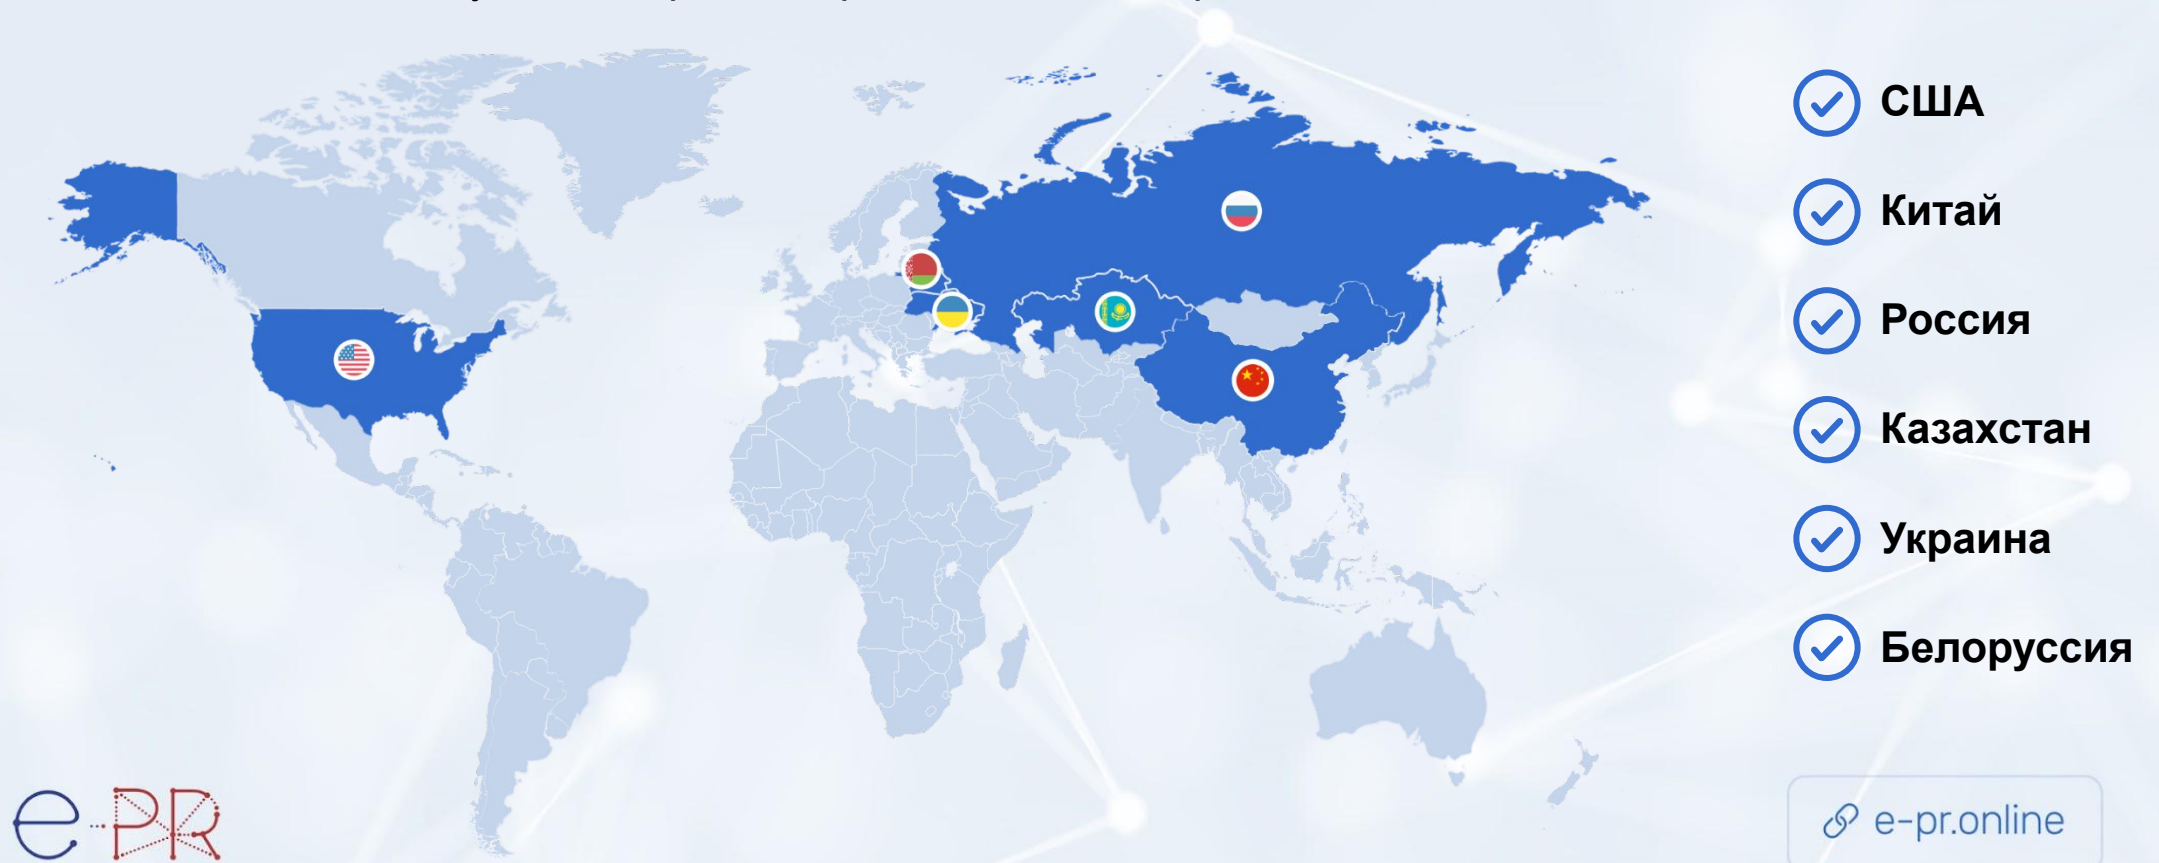 США
Китай
Россия
Казахстан
Украина
Белоруссия
e-PR
e-pr.online